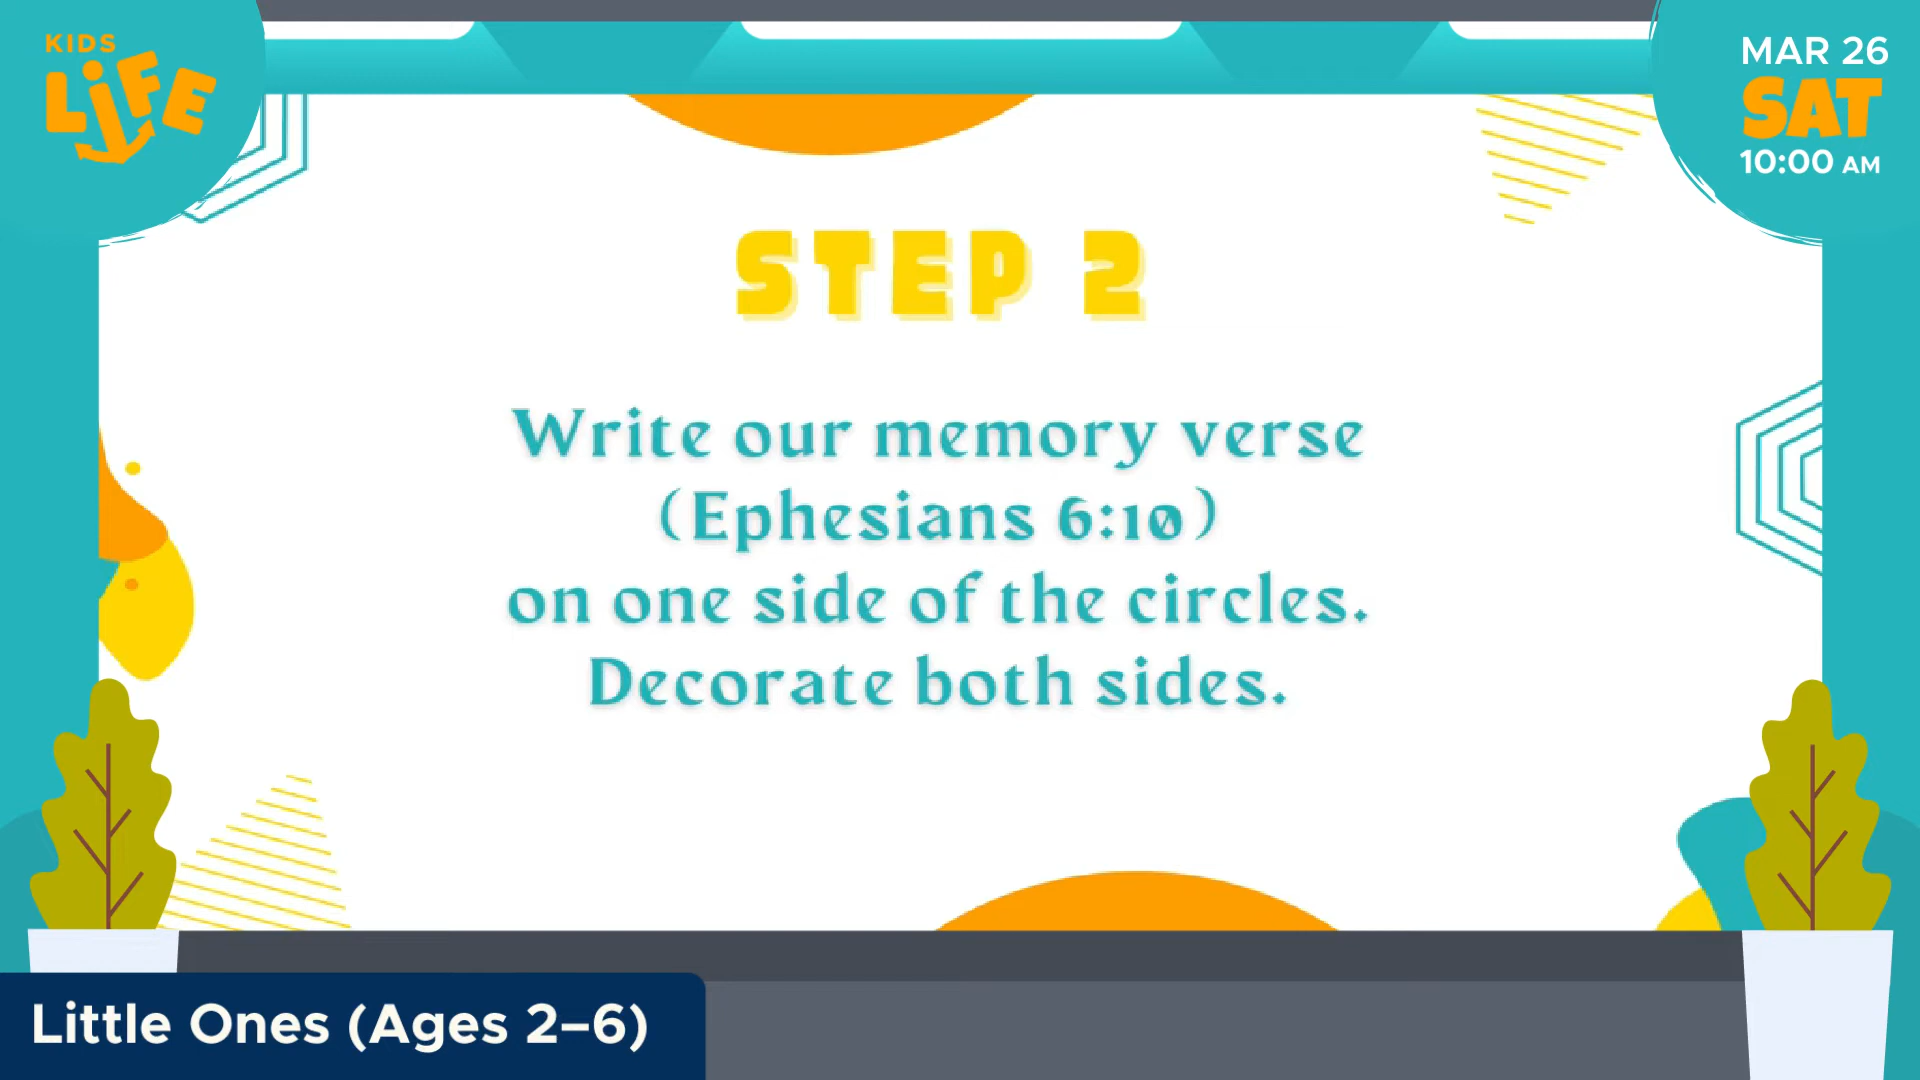 KIDS
LiFE
MAR 26
SAT
10:00 AM
STEP 2
Write our memory verse
(Ephesians 6:10)
on one side of the circles.
Decorate both sides.
Little Ones (Ages 2–6)